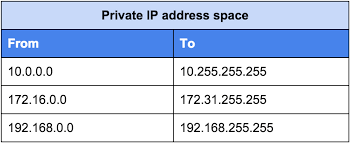 Private IP address space
From To
10.0.0.0 10.255.255.255
172.16.0.0 172.31.255.255
192.168.0.0 192.168.255.255